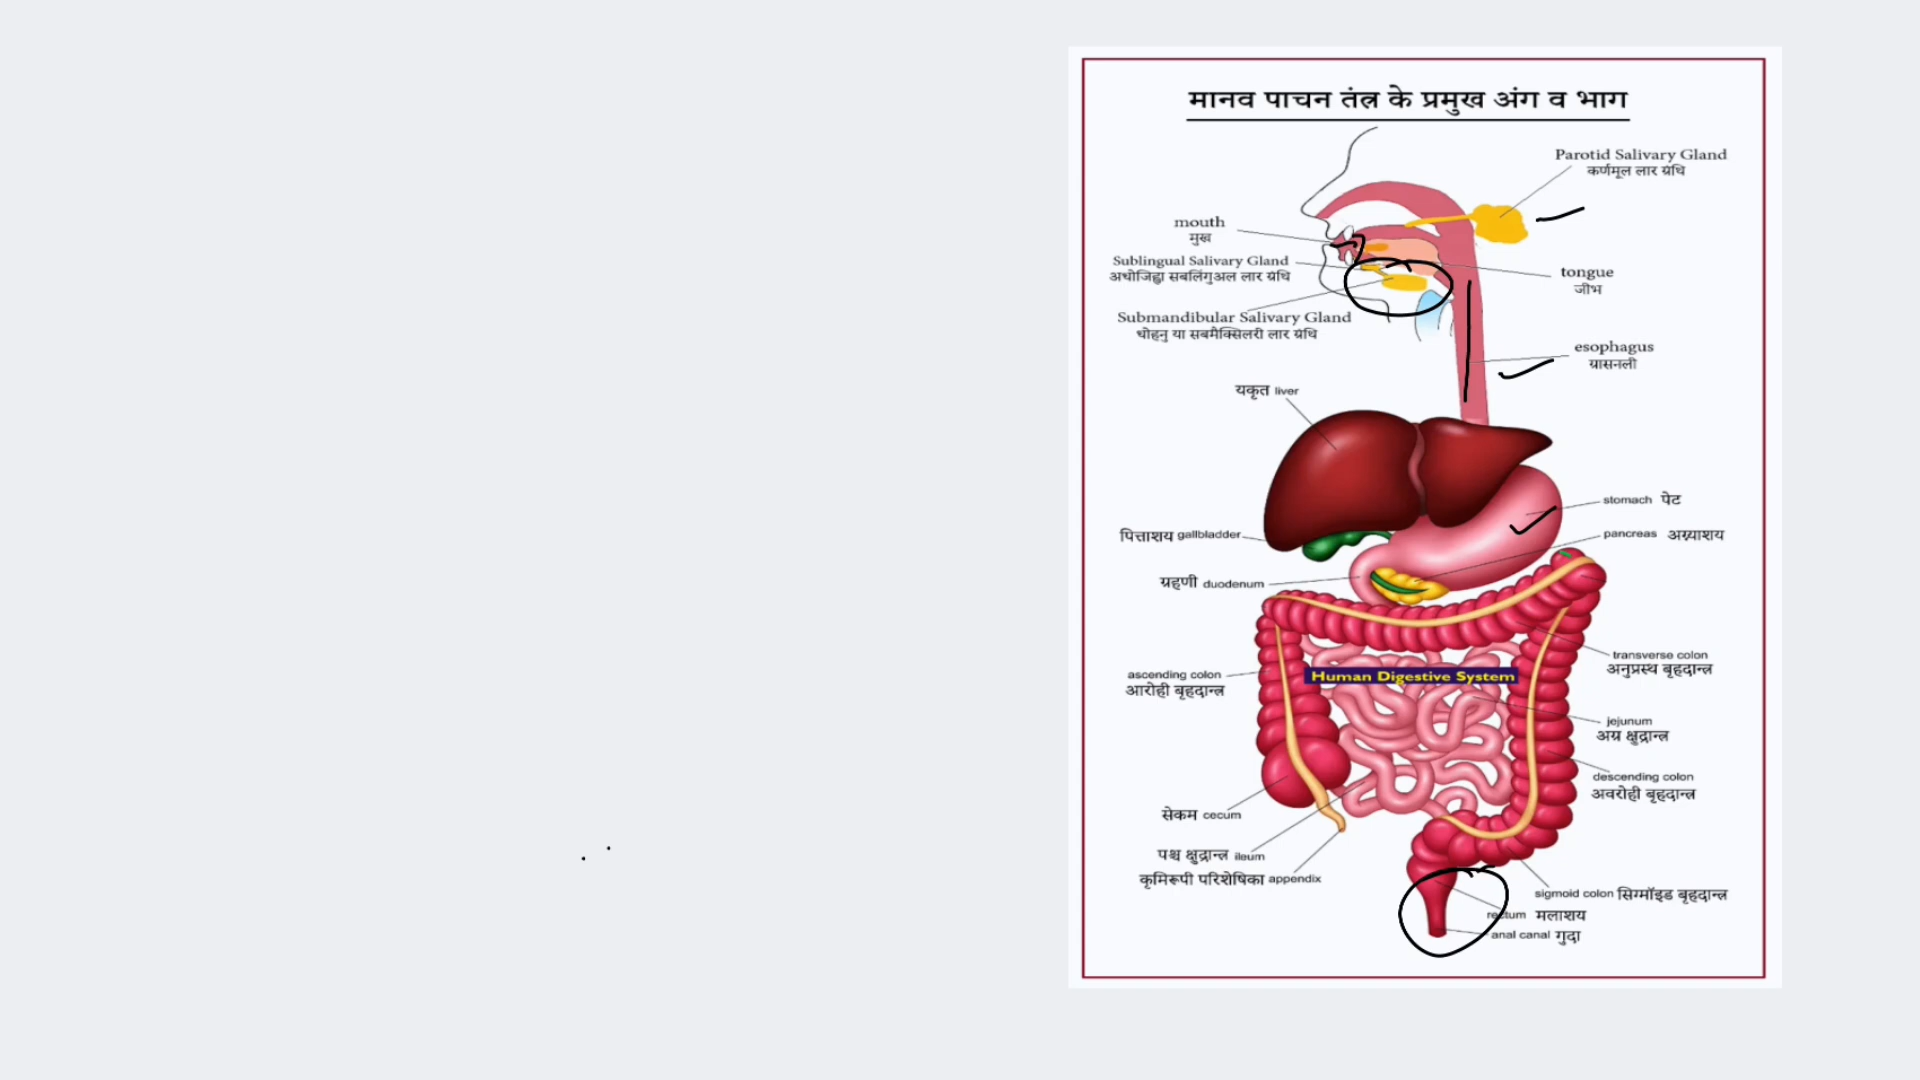 मानव पाचन तंत्र के प्रमुख अंग व भाग
Parotid Salivary Gland
कर्णमूल लार ग्रंथि
mouth
मुख
Sublingual Salivary Gland
अधोजिह्वा सबलिंगुअल लार ग्रंथि
tongue
जीभ
Submandibular Salivary Gland
धोहनु या सबमैक्सिलरी लार ग्रंथि
esophagus
ग्रासनली
यकृत liver
stomach पेट
pancreas अग्न्याशय
पित्ताशय gallbladder
ग्रहणी duodenum
transverse colon
अनुप्रस्थ बृहदान्त्र
ascending colon
आरोही बृहदान्त्र
Human Digestive System
jejunum
अग्र क्षुद्रान्त्र
descending colon
अवरोही बृहदान्त्र
सेकम cecum
पश्च क्षुद्रान्त्र ileum
कृमिरूपी परिशेषिका appendix
sigmoid colon सिग्मॉइड बृहदान्त्र
rectum मलाशय
anal canal गुदा